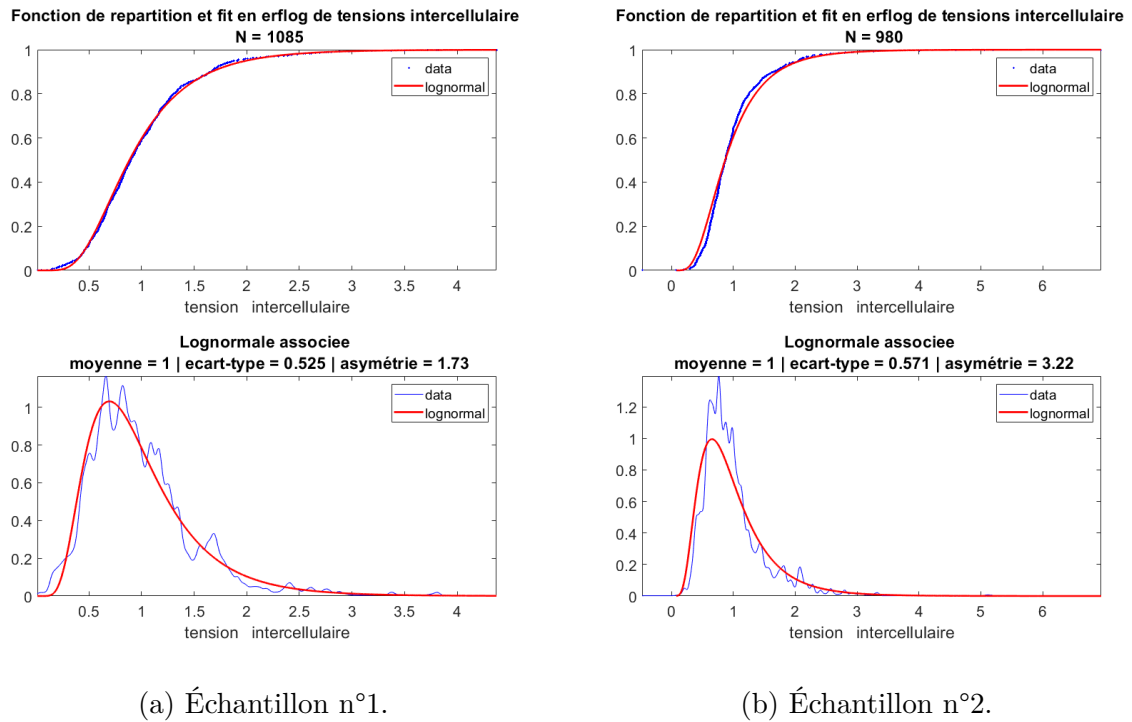 Fonction de repartition et fit en erflog de tensions intercellulaire
N = 1085
1
0.8
0.6
0.4
0.2
0
data
lognormal
0.5
1
1.5
2
2.5
3
3.5
4
tension intercellulaire
Fonction de repartition et fit en erflog de tensions intercellulaire
N = 980
1
0.8
0.6
0.4
0.2
0
data
lognormal
0
1
2
3
4
5
6
tension intercellulaire
Lognormale associee
moyenne = 1 | ecart-type = 0.525 | asymétrie = 1.73
1
0.8
0.6
0.4
0.2
0
data
lognormal
0.5
1
1.5
2
2.5
3
3.5
4
tension intercellulaire
Lognormale associee
moyenne = 1 | ecart-type = 0.571 | asymétrie = 3.22
1.2
1
0.8
0.6
0.4
0.2
0
data
lognormal
0
1
2
3
4
5
6
tension intercellulaire
(a) Échantillon n°1.
(b) Échantillon n°2.